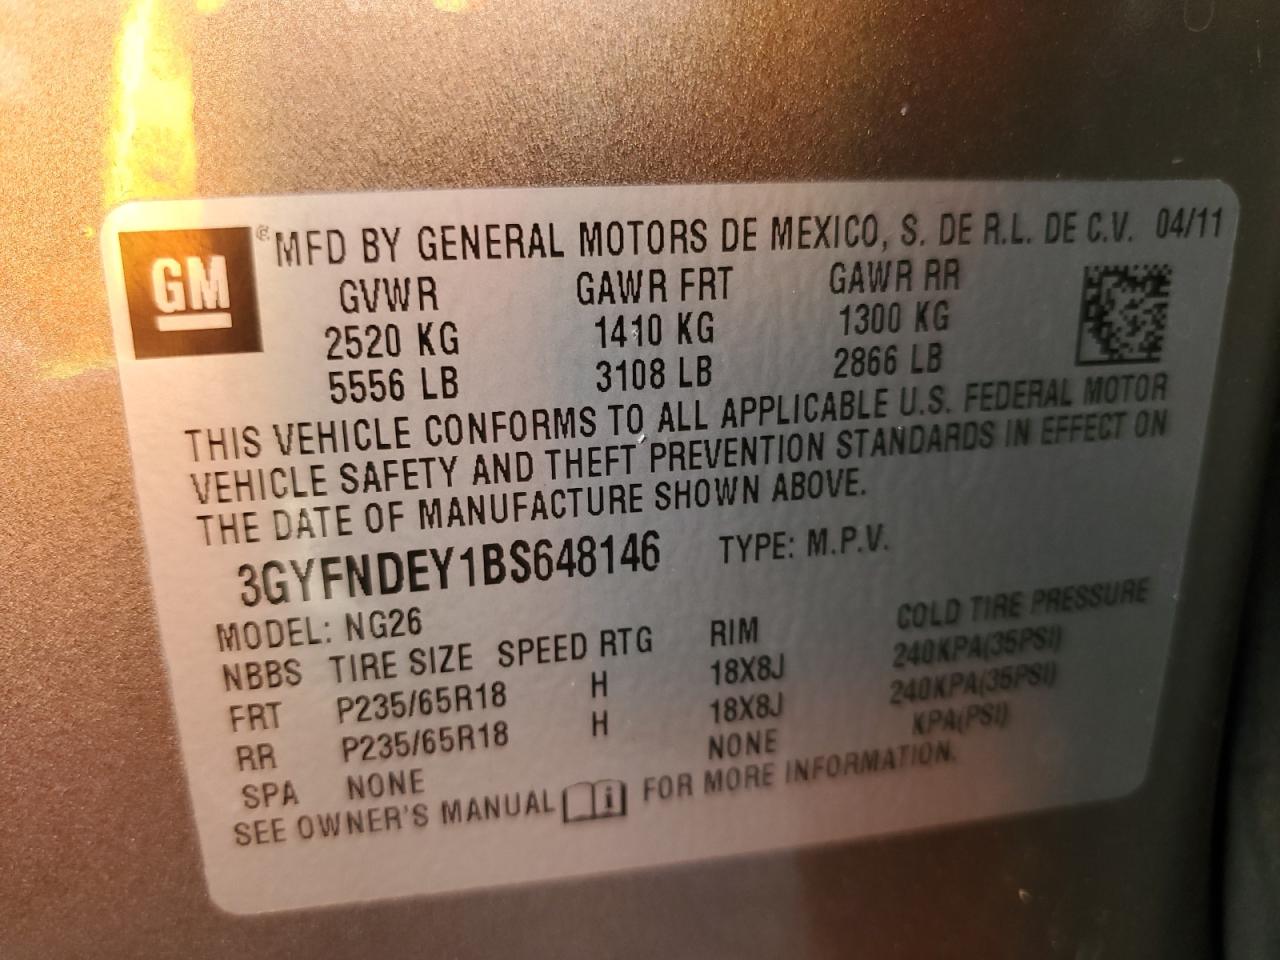 GM
® MFD BY GENERAL MOTORS DE MEXICO, S. DE R.L. DE C.V. 04/11
GVWR GAWR FRT GAWR RR
2520 KG 1410 KG 1300 KG
5556 LB 3108 LB 2866 LB
THIS VEHICLE CONFORMS TO ALL APPLICABLE U.S. FEDERAL MOTOR
VEHICLE SAFETY AND THEFT PREVENTION STANDARDS IN EFFECT ON
THE DATE OF MANUFACTURE SHOWN ABOVE.
3GYFNDEY1BS648146 TYPE: M.P.V.
MODEL: NG26
NBBS TIRE SIZE SPEED RTG RIM COLD TIRE PRESSURE
FRT P235/65R18 H 18X8J 240KPA(35PSI)
RR P235/65R18 H 18X8J 240KPA(35PSI)
SPA NONE NONE KPA(PSI)
SEE OWNER'S MANUAL i FOR MORE INFORMATION.